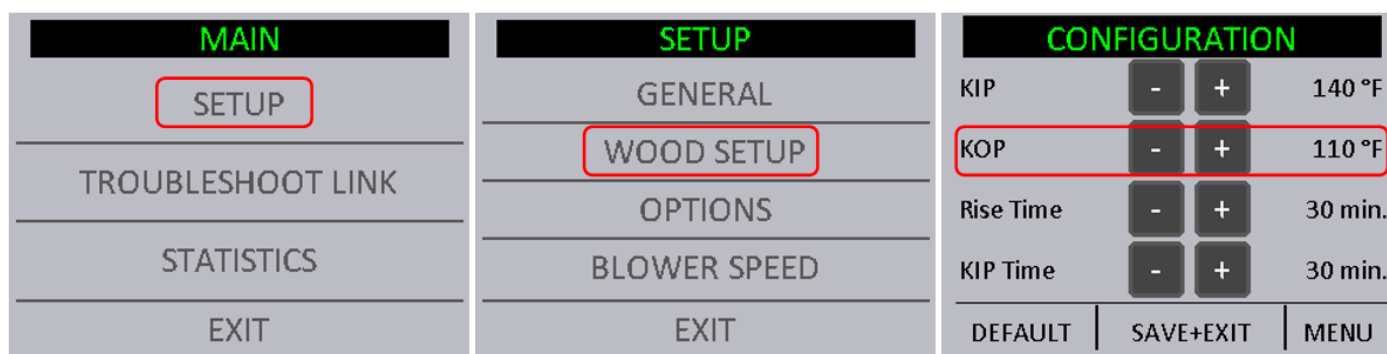 MAIN
SETUP
TROUBLESHOOT LINK
STATISTICS
EXIT
SETUP
GENERAL
WOOD SETUP
OPTIONS
BLOWER SPEED
EXIT
CONFIGURATION
KIP - + 140 °F
KOP - + 110 °F
Rise Time - + 30 min.
KIP Time - + 30 min.
DEFAULT SAVE+EXIT MENU